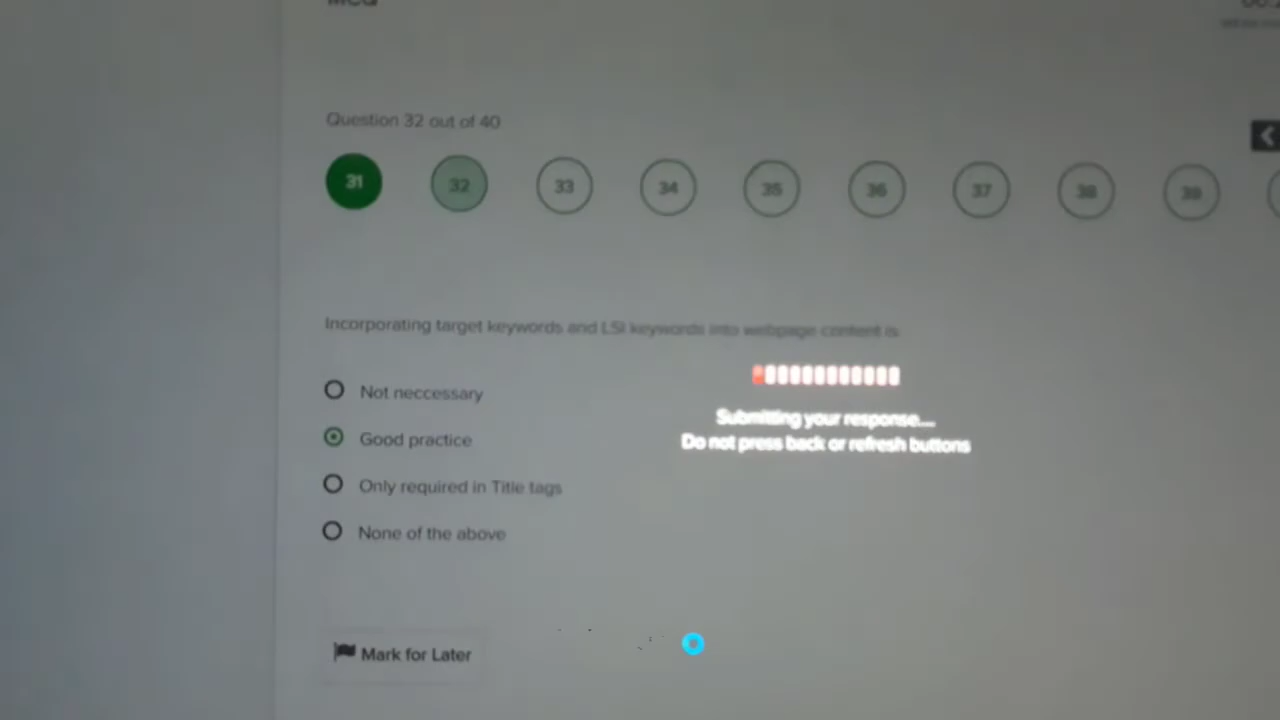 MCQ
Question 32 out of 40
31 32 33 34 35 36 37 38 39
Incorporating target keywords and LSI keywords into webpage content is
Not neccessary
Good practice
Only required in Title tags
None of the above
Submitting your response....
Do not press back or refresh buttons
Mark for Later